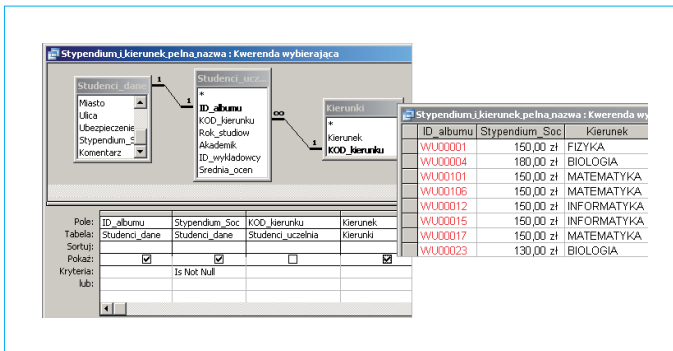 Stypendium_i_kierunek_pelna_nazwa : Kwerenda wybierająca
Studenci_dane
Miasto
Ulica
Ubezpieczenie
Stypendium_S
Komentarz
1
1
Studenci_ucz...
*
ID_albumu
KOD_kierunku
Rok_studiow
Akademik
ID_wykladowcy
Srednia_ocen
∞
1
Kierunki
*
Kierunek
KOD_kierunku
Stypendium_i_kierunek_pelna_nazwa : Kwerenda wy
ID_albumu Stypendium_Soc Kierunek
WU00001 150,00 zł FIZYKA
WU00004 180,00 zł BIOLOGIA
WU00101 150,00 zł MATEMATYKA
WU00106 150,00 zł MATEMATYKA
WU00012 150,00 zł INFORMATYKA
WU00015 150,00 zł INFORMATYKA
WU00017 150,00 zł MATEMATYKA
WU00023 130,00 zł BIOLOGIA
Pole: ID_albumu Stypendium_Soc KOD_kierunku Kierunek
Tabela: Studenci_dane Studenci_dane Studenci_uczelnia Kierunki
Sortuj:
Pokaż:
Kryteria: Is Not Null
lub: